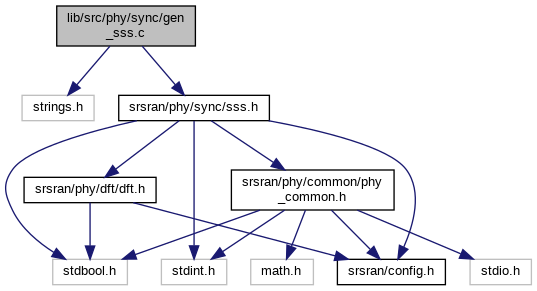 lib/src/phy/sync/gen
_sss.c
strings.h
srsran/phy/sync/sss.h
srsran/phy/dft/dft.h
srsran/phy/common/phy
_common.h
stdbool.h
stdint.h
math.h
srsran/config.h
stdio.h